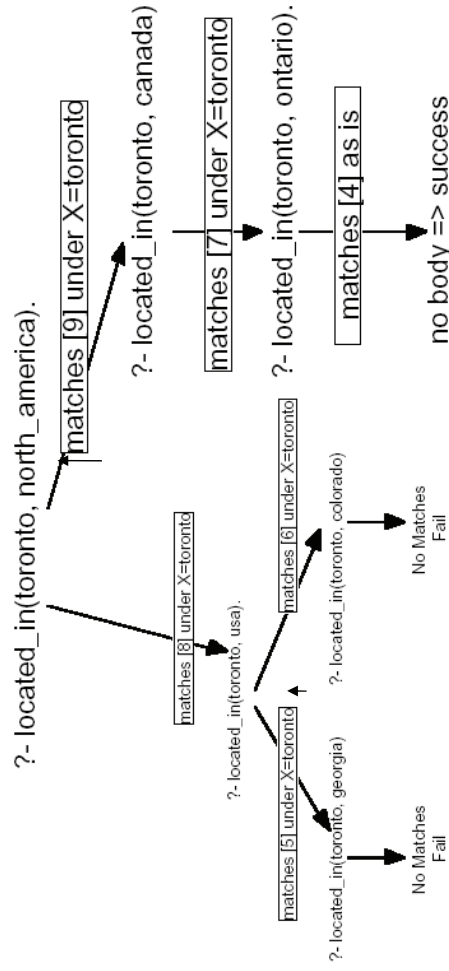 ?- located_in(toronto, north_america).
matches [8] under X=toronto
matches [9] under X=toronto
?- located_in(toronto, usa).
?- located_in(toronto, canada)
matches [5] under X=toronto
matches [6] under X=toronto
matches [7] under X=toronto
?- located_in(toronto, georgia)
?- located_in(toronto, colorado)
?- located_in(toronto, ontario).
matches [4] as is
No Matches
Fail
No Matches
Fail
no body => success